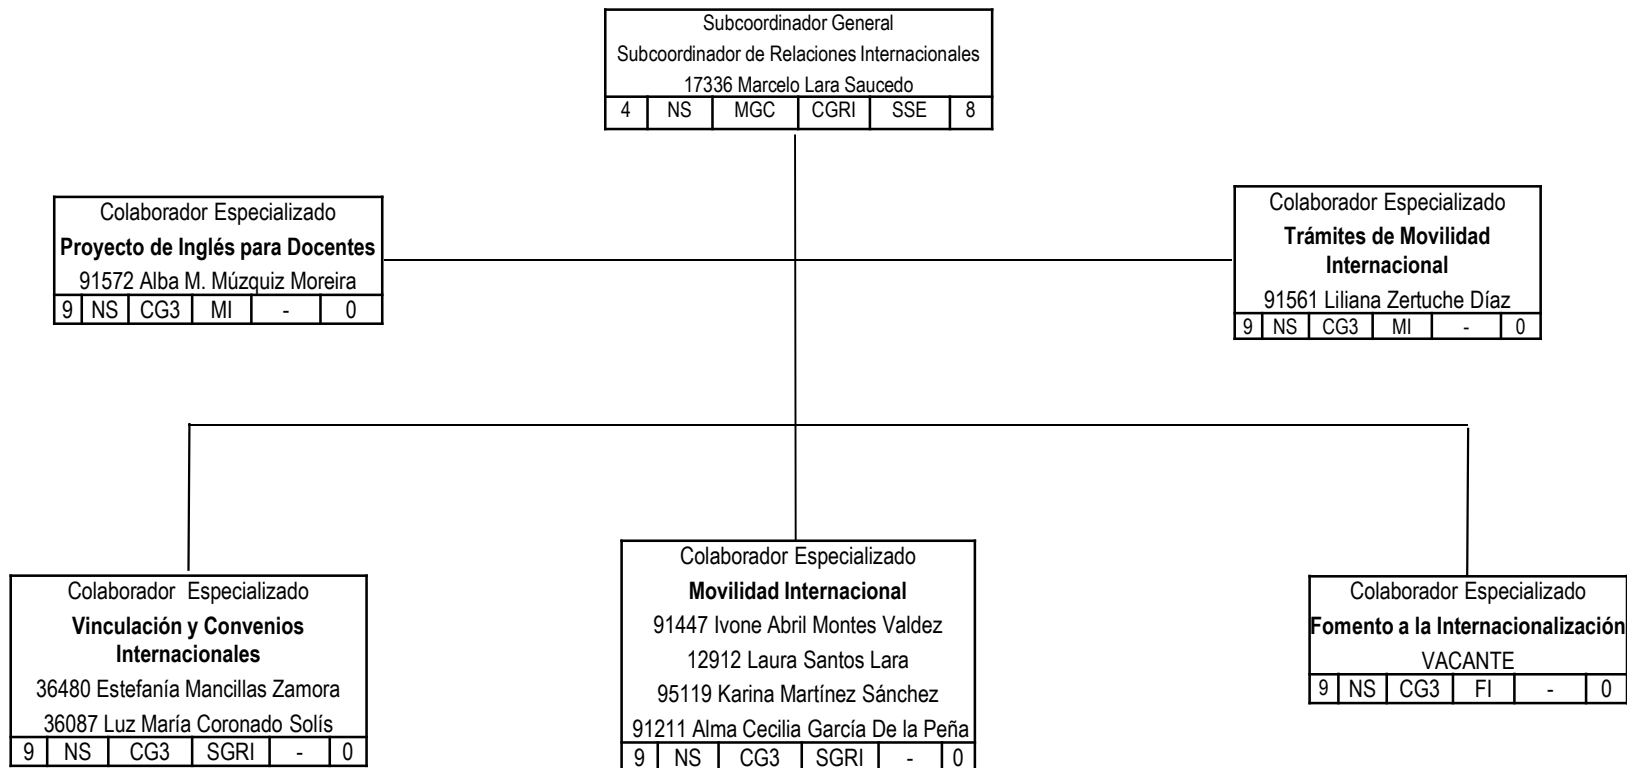 Subcoordinador General
Subcoordinador de Relaciones Internacionales
17336 Marcelo Lara Saucedo
4 NS MGC CGRI SSE 8
Colaborador Especializado
Proyecto de Inglés para Docentes
91572 Alba M. Múzquiz Moreira
9 NS CG3 MI - 0
Colaborador Especializado
Trámites de Movilidad
Internacional
91561 Liliana Zertuche Díaz
9 NS CG3 MI - 0
Colaborador Especializado
Vinculación y Convenios
Internacionales
36480 Estefanía Mancillas Zamora
36087 Luz María Coronado Solís
9 NS CG3 SGRI - 0
Colaborador Especializado
Movilidad Internacional
91447 Ivone Abril Montes Valdez
12912 Laura Santos Lara
95119 Karina Martínez Sánchez
91211 Alma Cecilia García De la Peña
9 NS CG3 SGRI - 0
Colaborador Especializado
Fomento a la Internacionalización
VACANTE
9 NS CG3 FI - 0